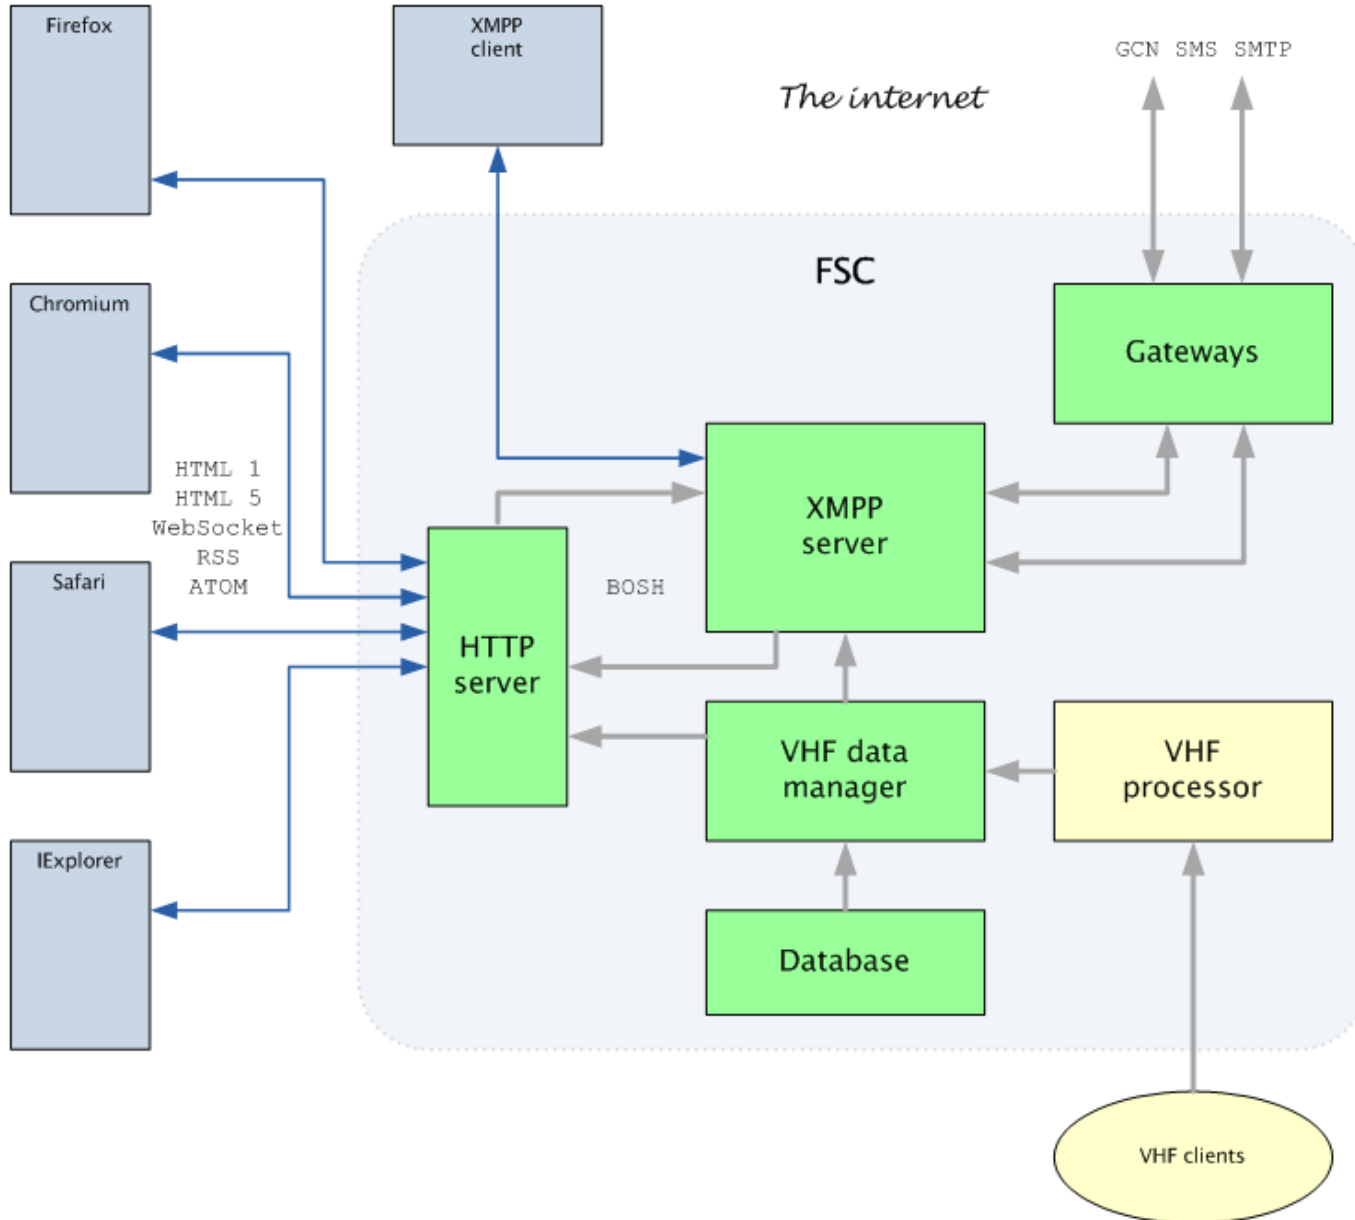 Firefox
XMPP
client
GCN SMS SMTP
The internet
FSC
Chromium
Gateways
HTML 1
HTML 5
WebSocket
RSS
ATOM
XMPP
server
Safari
BOSH
HTTP
server
VHF data
manager
VHF
processor
IExplorer
Database
VHF clients